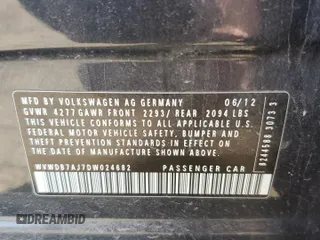 MFD BY VOLKSWAGEN AG GERMANY 06/12
GVWR 4277 GAWR FRONT 2293/ REAR 2094 LBS
THIS VEHICLE CONFORMS TO ALL APPLICABLE
FEDERAL MOTOR VEHICLE SAFETY, BUMPER AND
THEFT PREVENTION STANDARDS IN EFFECT ON
THE DATE OF MANUFACTURE SHOWN ABOVE.
WVWDB7AJ7DW024682 PASSENGER CAR